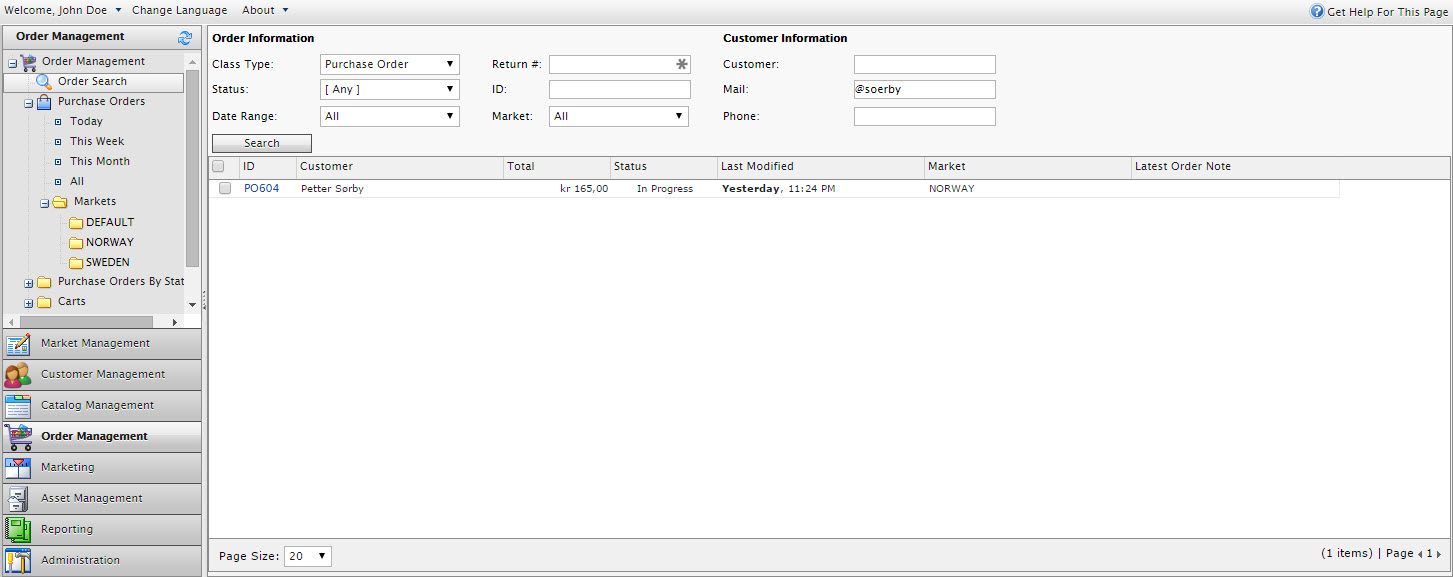 Welcome, John Doe Change Language About Get Help For This Page
Order Management
Order Management
Order Search
Purchase Orders
Today
This Week
This Month
All
Markets
DEFAULT
NORWAY
SWEDEN
Purchase Orders By Stat
Carts
Market Management
Customer Management
Catalog Management
Order Management
Marketing
Asset Management
Reporting
Administration
Order Information Customer Information
Class Type: Purchase Order Return #: Customer:
Status: [ Any ] ID: Mail: @soerby
Date Range: All Market: All Phone:
Search
ID Customer Total Status Last Modified Market Latest Order Note
PO604 Petter Sørby kr 165,00 In Progress Yesterday, 11:24 PM NORWAY
Page Size: 20 (1 items) | Page 1